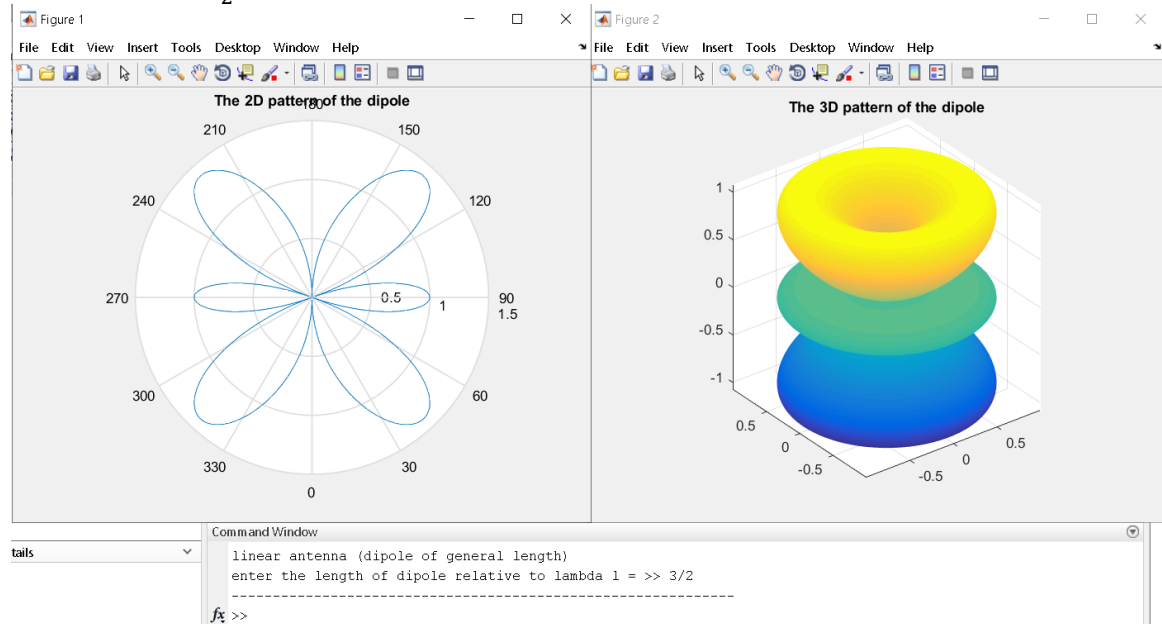 2
Figure 1
File Edit View Insert Tools Desktop Window Help
The 2D pattern of the dipole
180
210
150
240
120
270
0.5
1
90
1.5
300
60
330
30
0
Figure 2
File Edit View Insert Tools Desktop Window Help
The 3D pattern of the dipole
1
0.5
0
-0.5
-1
0.5
0
-0.5
-0.5
0
0.5
tails
Command Window
linear antenna (dipole of general length)
enter the length of dipole relative to lambda l = >> 3/2
-------------------------------------------------------------
fx >>